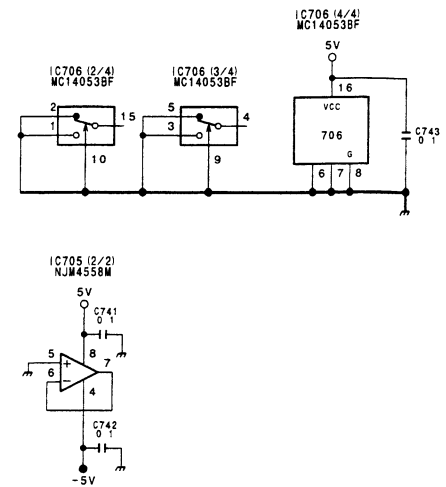 IC706 (4/4)
MC14053BF
5V
IC706 (2/4)
MC14053BF
IC706 (3/4)
MC14053BF
16
VCC
706
G
6 7 8
C743
0 1
2
1
15
10
5
3
4
9
IC705 (2/2)
NJM4558M
5V
C741
0 1
8
5
6
7
4
C742
0 1
-5V